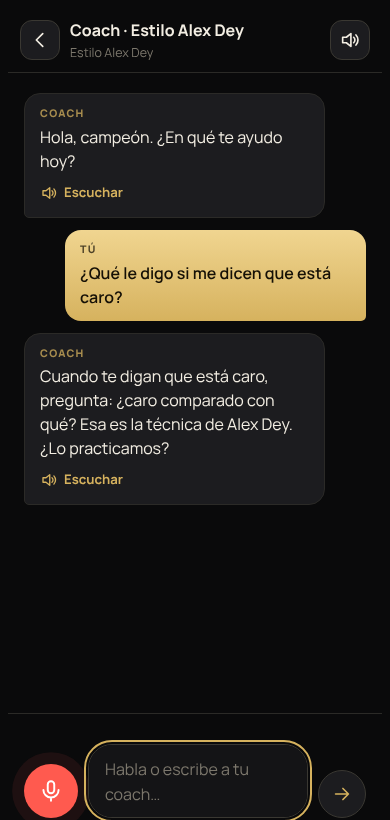 Coach · Estilo Alex Dey
Estilo Alex Dey
COACH
Hola, campeón. ¿En qué te ayudo
hoy?
Escuchar
TÚ
¿Qué le digo si me dicen que está
caro?
COACH
Cuando te digan que está caro,
pregunta: ¿caro comparado con
qué? Esa es la técnica de Alex Dey.
¿Lo practicamos?
Escuchar
Habla o escribe a tu
coach...